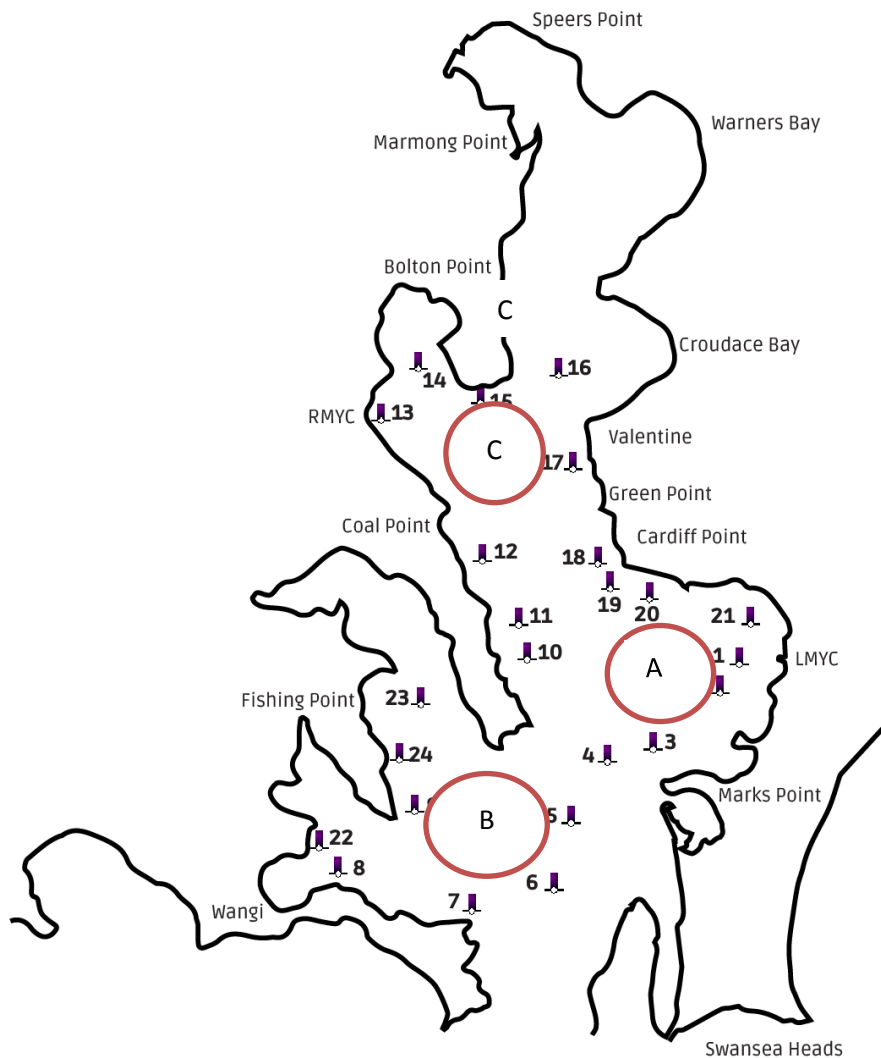 Speers Point
Warners Bay
Marmong Point
Bolton Point
C
Croudace Bay
16
14
15
RMYC
13
Valentine
C
17
Green Point
Coal Point
Cardiff Point
12
18
19
20
21
11
10
1
LMYC
A
Fishing Point
23
3
24
4
Marks Point
B
5
22
8
6
7
Wangi
Swansea Heads